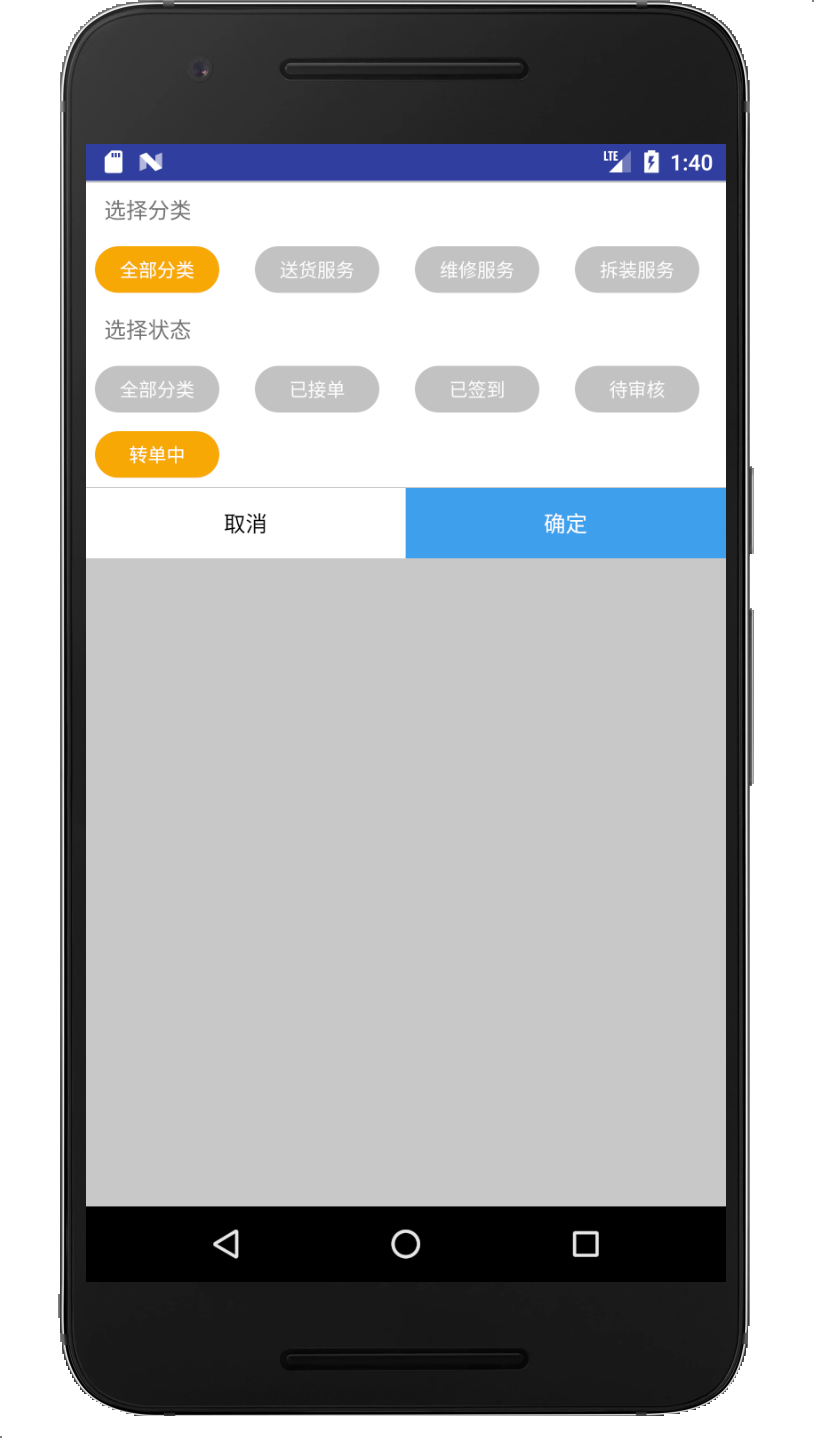 LTE 1:40
选择分类
全部分类 送货服务 维修服务 拆装服务
选择状态
全部分类 已接单 已签到 待审核
转单中
取消 确定